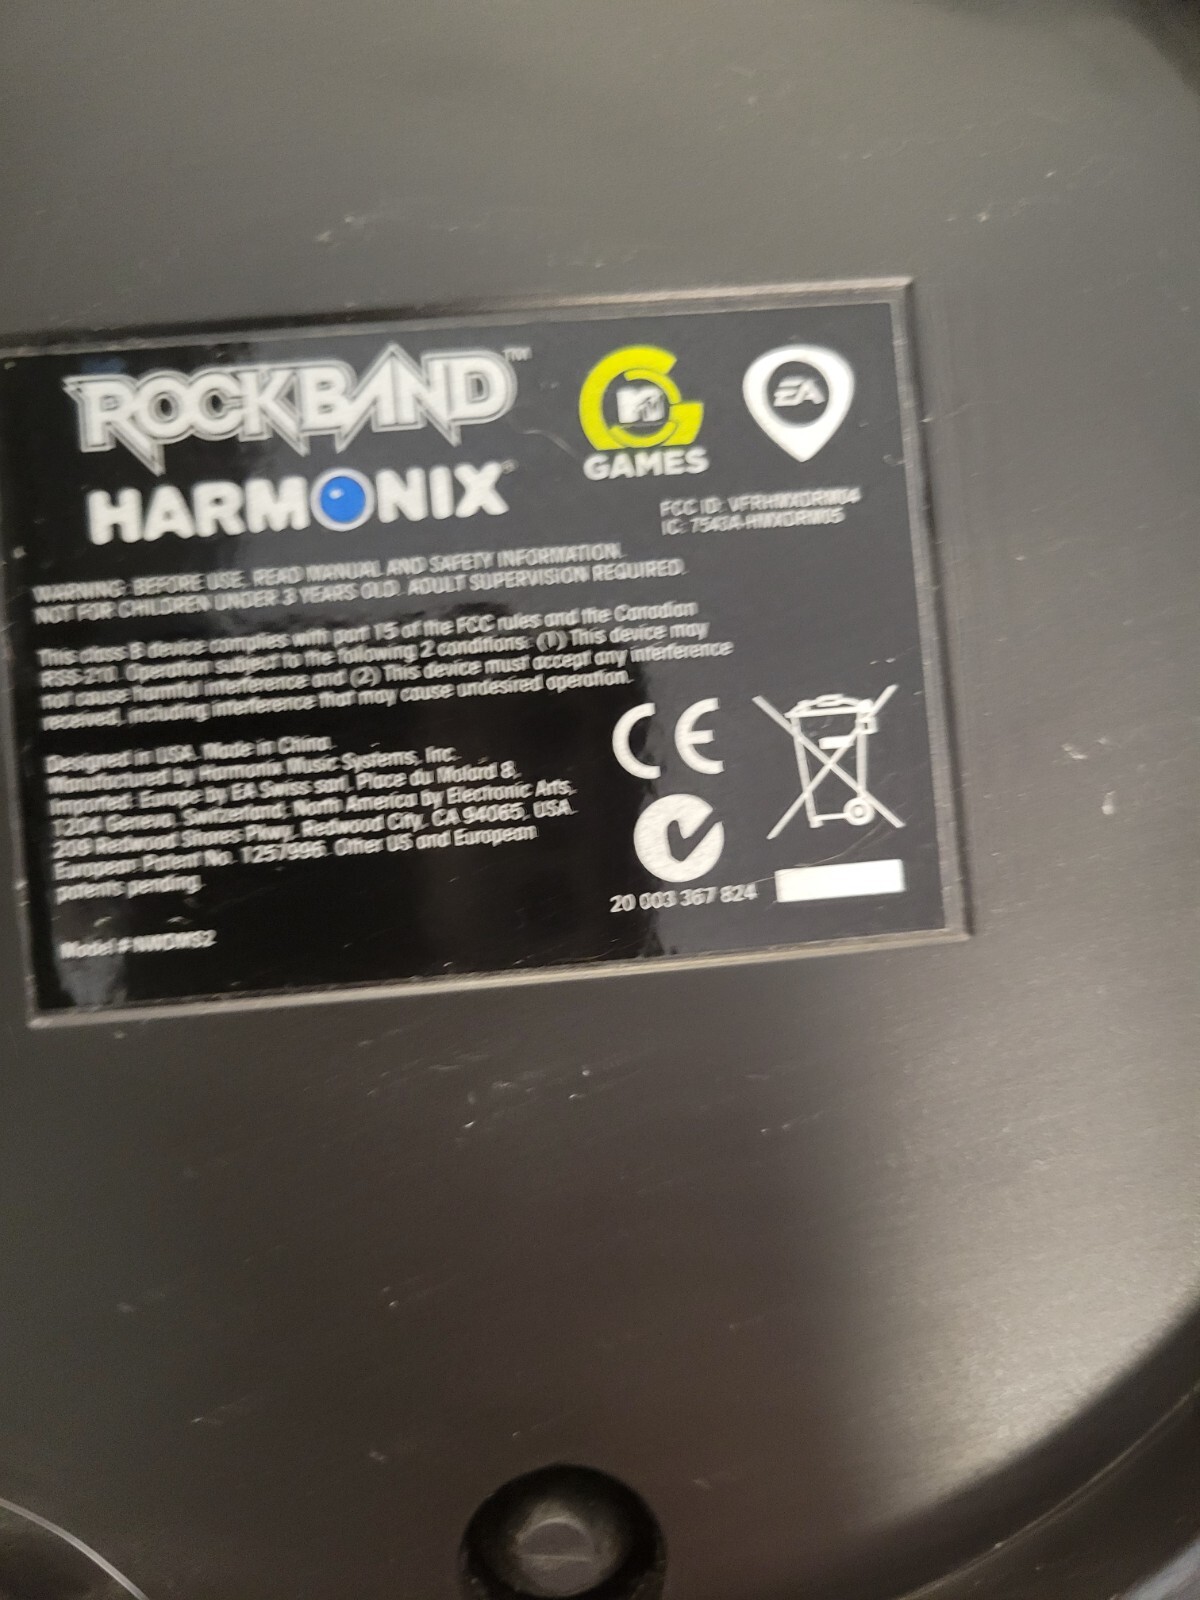 ROCKBAND™
HARMONIX
GAMES
EA
FCC ID: VFRHMXDRM04
IC: 7543A-HMXDRM05
WARNING: BEFORE USE, READ MANUAL AND SAFETY INFORMATION.
NOT FOR CHILDREN UNDER 3 YEARS OLD. ADULT SUPERVISION REQUIRED.
This class B device complies with part 15 of the FCC rules and the Canadian
RSS-210. Operation subject to the following 2 conditions: (1) This device may
not cause harmful interference and (2) This device must accept any interference
received, including interference that may cause undesired operation.
Designed in USA. Made in China.
Manufactured by Harmonix Music Systems, Inc.
Imported: Europe by EA Swiss sarl, Place du Molard 8,
1204 Geneva, Switzerland; North America by Electronic Arts,
209 Redwood Shores Pkwy, Redwood City, CA 94065, USA.
European Patent No. 1257996. Other US and European
patents pending.
CE
20 003 367 824
Model # NWDMS2